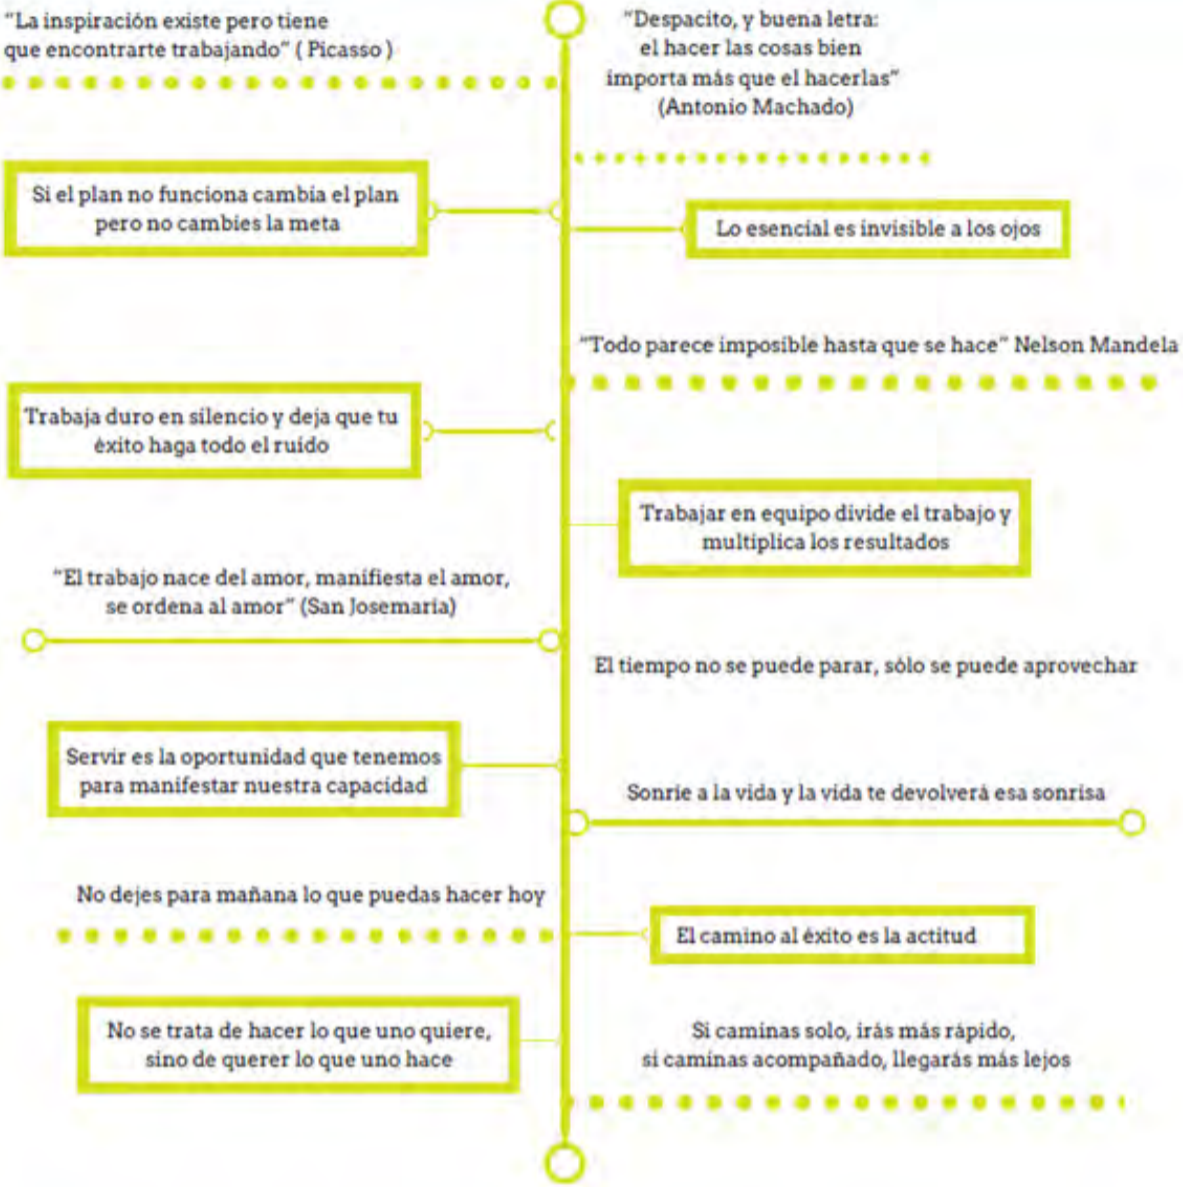 “La inspiración existe pero tiene
que encontrarte trabajando” ( Picasso )
“Despacito, y buena letra:
el hacer las cosas bien
importa más que el hacerlas”
(Antonio Machado)
Si el plan no funciona cambia el plan
pero no cambies la meta
Lo esencial es invisible a los ojos
“Todo parece imposible hasta que se hace” Nelson Mandela
Trabaja duro en silencio y deja que tu
éxito haga todo el ruido
Trabajar en equipo divide el trabajo y
multiplica los resultados
“El trabajo nace del amor, manifiesta el amor,
se ordena al amor” (San Josemaría)
El tiempo no se puede parar, sólo se puede aprovechar
Servir es la oportunidad que tenemos
para manifestar nuestra capacidad
Sonríe a la vida y la vida te devolverá esa sonrisa
No dejes para mañana lo que puedas hacer hoy
El camino al éxito es la actitud
No se trata de hacer lo que uno quiere,
sino de querer lo que uno hace
Si caminas solo, irás más rápido,
si caminas acompañado, llegarás más lejos